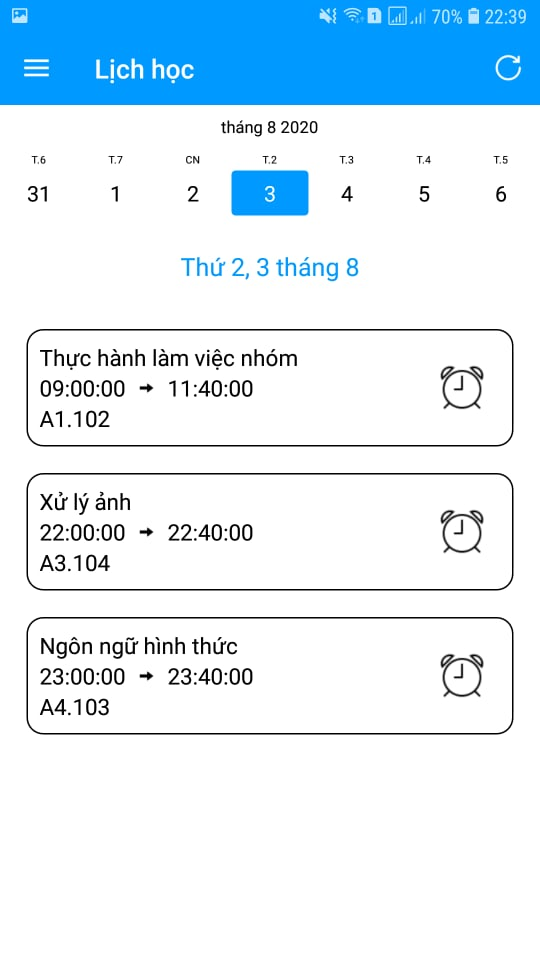 1 70% 22:39
Lịch học
tháng 8 2020
T.6 T.7 CN T.2 T.3 T.4 T.5
31 1 2 3 4 5 6
Thứ 2, 3 tháng 8
Thực hành làm việc nhóm
09:00:00 ➞ 11:40:00
A1.102
Xử lý ảnh
22:00:00 ➞ 22:40:00
A3.104
Ngôn ngữ hình thức
23:00:00 ➞ 23:40:00
A4.103